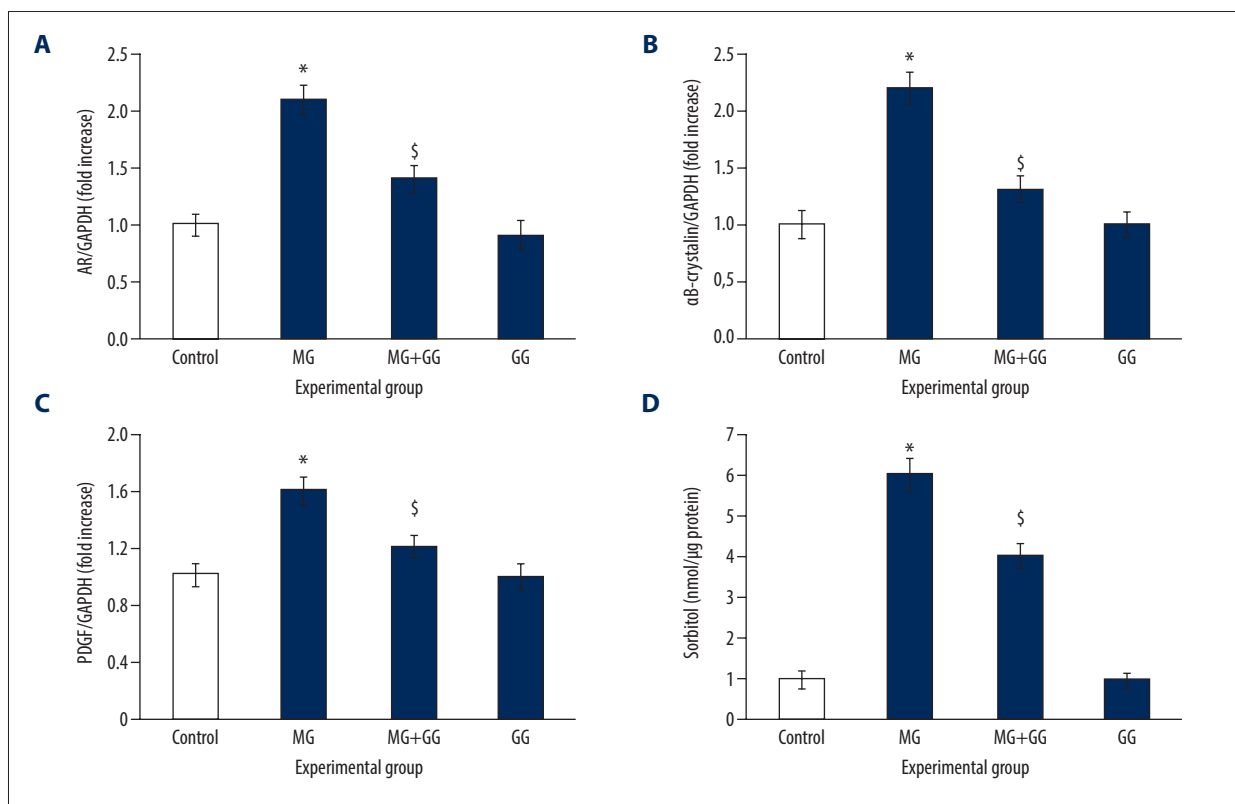 A
AR/GAPDH (fold increase)
2.5
2.0
1.5
1.0
0.5
0.0
*
$
Control MG MG+GG GG
Experimental group
B
αB-crystalin/GAPDH (fold increase)
2.5
2.0
1.5
1.0
0,5
0.0
*
$
Control MG MG+GG GG
Experimental group
C
PDGF/GAPDH (fold increase)
2.0
1.6
1.2
0.8
0.4
0
*
$
Control MG MG+GG GG
Experimental group
D
Sorbitol (nmol/μg protein)
7
6
5
4
3
2
1
0
*
$
Control MG MG+GG GG
Experimental group